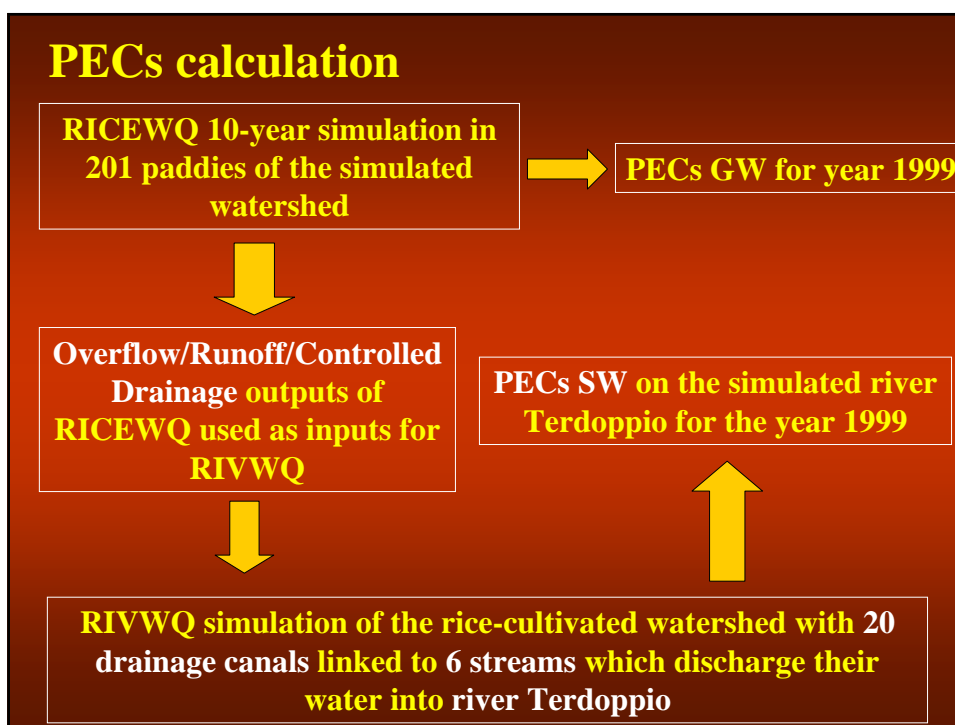 PECs calculation
RICEWQ 10-year simulation in
201 paddies of the simulated
watershed
PECs GW for year 1999
Overflow/Runoff/Controlled
Drainage outputs of
RICEWQ used as inputs for
RIVWQ
PECs SW on the simulated river
Terdoppio for the year 1999
RIVWQ simulation of the rice-cultivated watershed with 20
drainage canals linked to 6 streams which discharge their
water into river Terdoppio